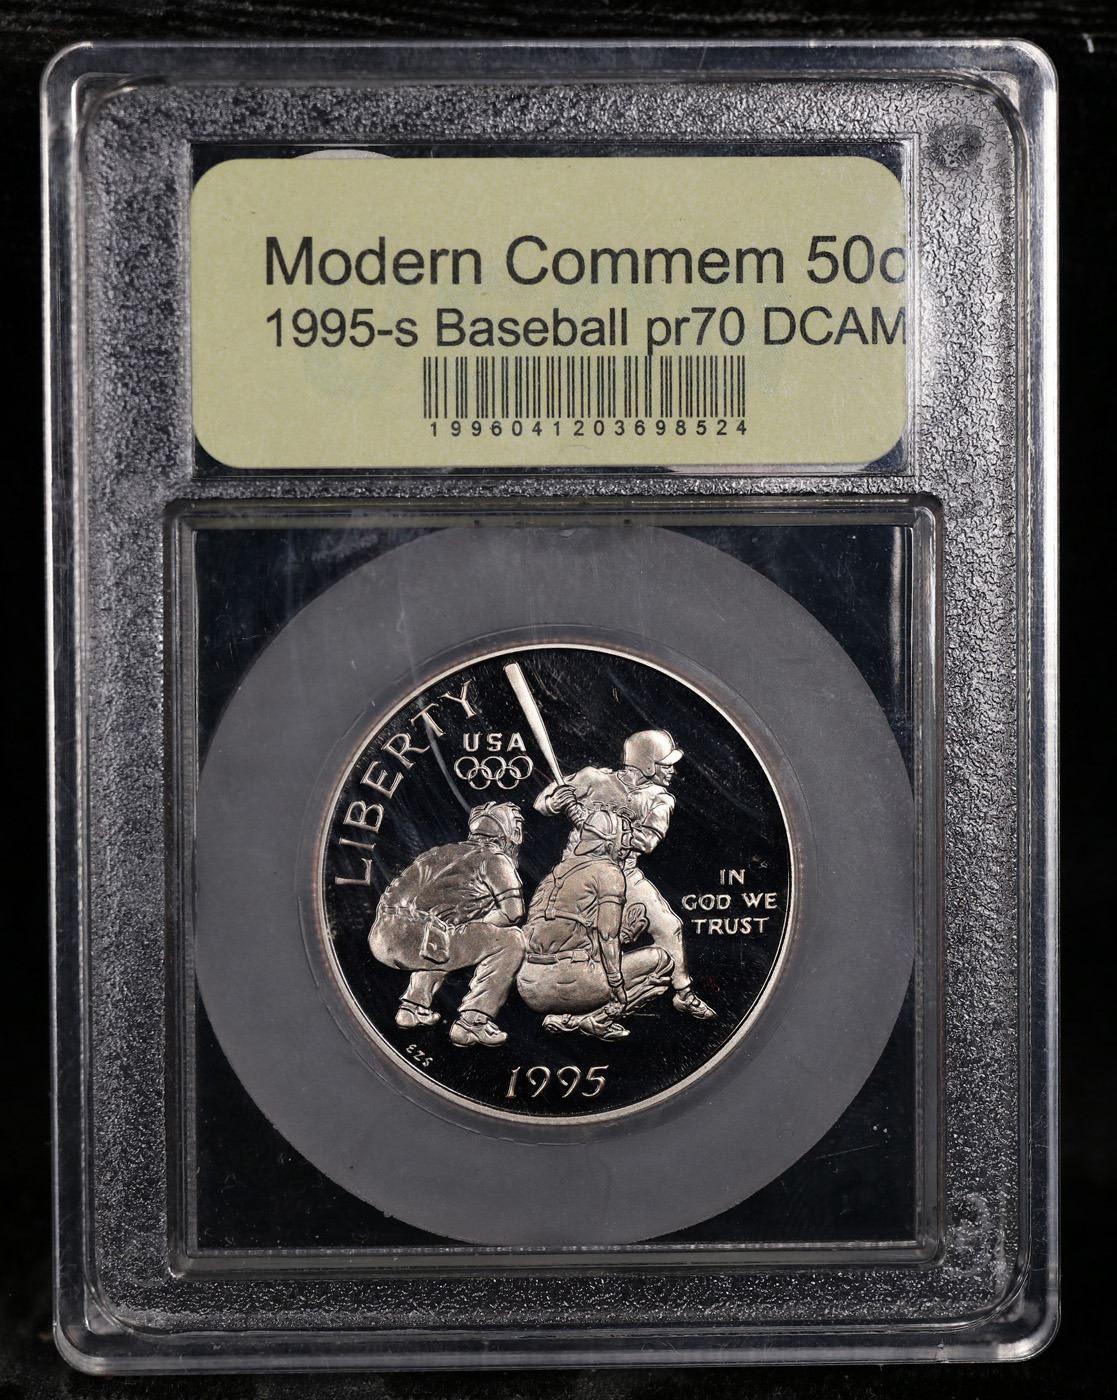 Modern Commem 50c
1995-s Baseball pr70 DCAM
1996041203698524
LIBERTY
USA
IN
GOD WE
TRUST
EZS
1995